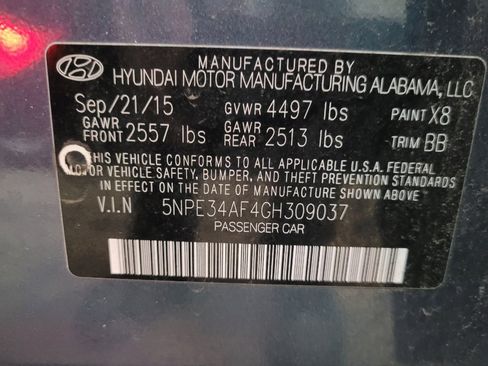 MANUFACTURED BY
HYUNDAI MOTOR MANUFACTURING ALABAMA, LLC
Sep/21/15 GVWR 4497 lbs PAINT X8
GAWR FRONT 2557 lbs GAWR REAR 2513 lbs TRIM BB
THIS VEHICLE CONFORMS TO ALL APPLICABLE U.S.A. FEDERAL
MOTOR VEHICLE SAFETY, BUMPER, AND THEFT PREVENTION STANDARDS
IN EFFECT ON THE DATE OF MANUFACTURE SHOWN ABOVE.
V.I.N 5NPE34AF4GH309037
PASSENGER CAR